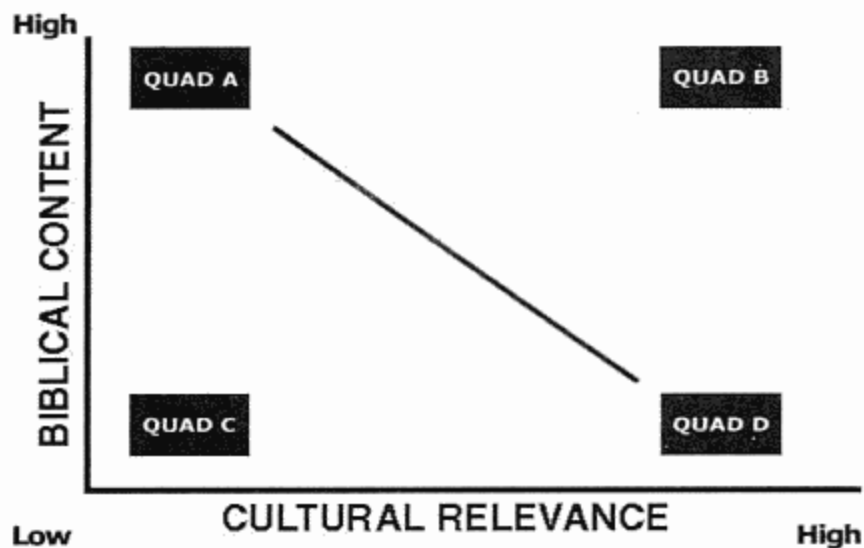 High
QUAD A
QUAD B
BIBLICAL CONTENT
QUAD C
QUAD D
CULTURAL RELEVANCE
Low
High